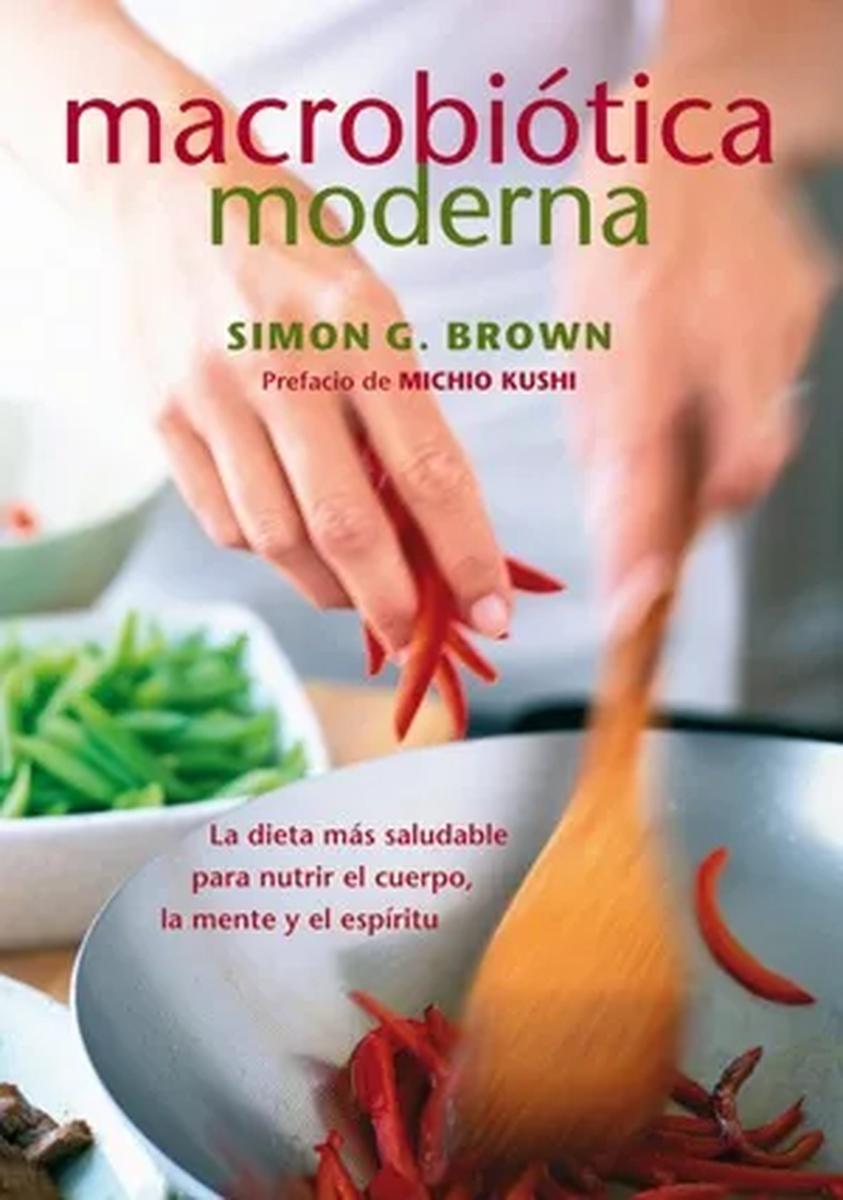 macrobiótica
moderna
SIMON G. BROWN
Prefacio de MICHIO KUSHI
La dieta más saludable
para nutrir el cuerpo,
la mente y el espíritu